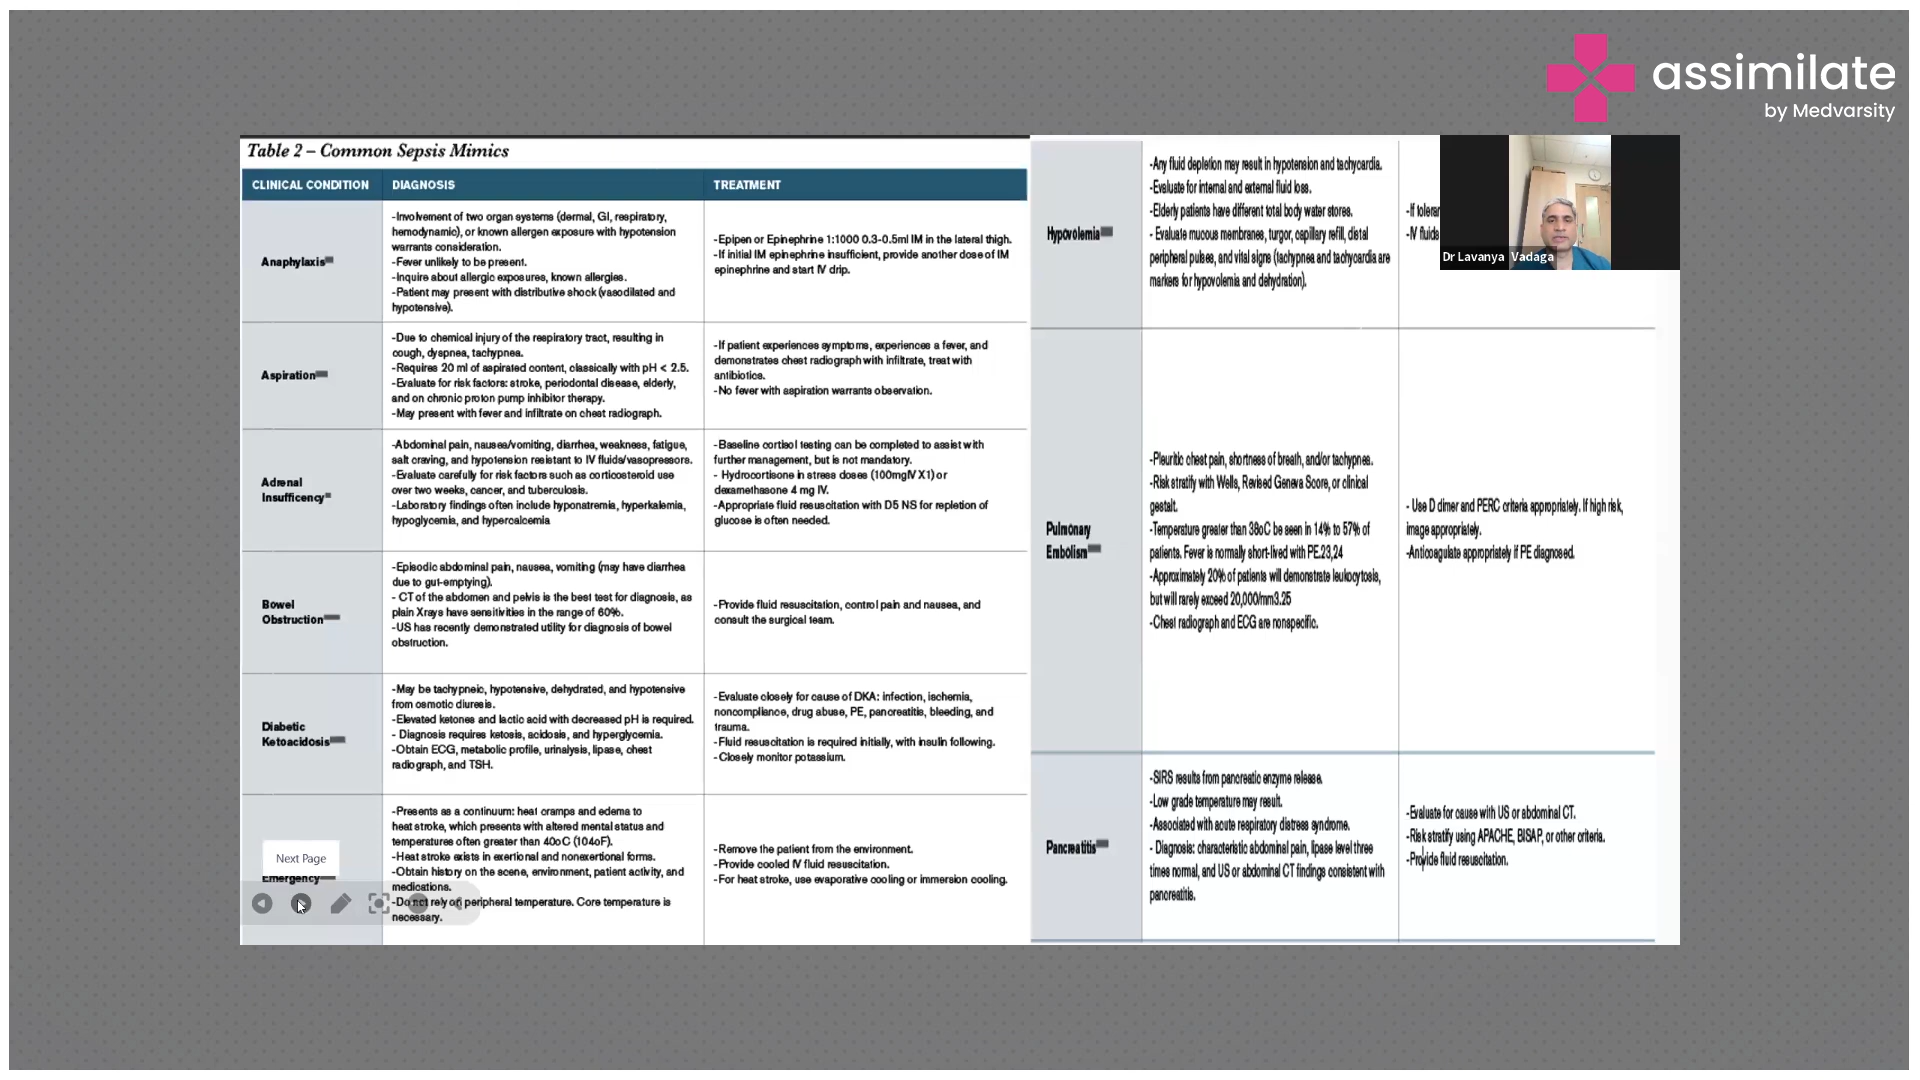 assimilate
by Medvarsity
Table 2 – Common Sepsis Mimics
CLINICAL CONDITION
DIAGNOSIS
TREATMENT
Anaphylaxis
-Involvement of two organ systems (dermal, GI, respiratory,
hemodynamic), or known allergen exposure with hypotension
warrants consideration.
-Fever unlikely to be present.
-Inquire about allergic exposures, known allergies.
-Patient may present with distributive shock (vasodilated and
hypotensive).
-Epipen or Epinephrine 1:1000 0.3-0.5ml IM in the lateral thigh.
-If initial IM epinephrine insufficient, provide another dose of IM
epinephrine and start IV drip.
Aspiration
-Due to chemical injury of the respiratory tract, resulting in
cough, dyspnea, tachypnea.
-Requires 20 ml of aspirated content, classically with pH < 2.5.
-Evaluate for risk factors: stroke, periodontal disease, elderly,
and on chronic proton pump inhibitor therapy.
-May present with fever and infiltrate on chest radiograph.
-If patient experiences symptoms, experiences a fever, and
demonstrates chest radiograph with infiltrate, treat with
antibiotics.
-No fever with aspiration warrants observation.
Adrenal
Insufficency
-Abdominal pain, nausea/vomiting, diarrhea, weakness, fatigue,
salt craving, and hypotension resistant to IV fluids/vasopressors.
-Evaluate carefully for risk factors such as corticosteroid use
over two weeks, cancer, and tuberculosis.
-Laboratory findings often include hyponatremia, hyperkalemia,
hypoglycemia, and hypercalcemia
-Baseline cortisol testing can be completed to assist with
further management, but is not mandatory.
- Hydrocortisone in stress doses (100mgIV X1) or
dexamethasone 4 mg IV.
-Appropriate fluid resuscitation with D5 NS for repletion of
glucose is often needed.
Bowel
Obstruction
-Episodic abdominal pain, nausea, vomiting (may have diarrhea
due to gut-emptying).
- CT of the abdomen and pelvis is the best test for diagnosis, as
plain Xrays have sensitivities in the range of 60%.
-US has recently demonstrated utility for diagnosis of bowel
obstruction.
-Provide fluid resuscitation, control pain and nausea, and
consult the surgical team.
Diabetic
Ketoacidosis
-May be tachypneic, hypotensive, dehydrated, and hypotensive
from osmotic diuresis.
-Elevated ketones and lactic acid with decreased pH is required.
- Diagnosis requires ketosis, acidosis, and hyperglycemia.
-Obtain ECG, metabolic profile, urinalysis, lipase, chest
radiograph, and TSH.
-Evaluate closely for cause of DKA: infection, ischemia,
noncompliance, drug abuse, PE, pancreatitis, bleeding, and
trauma.
-Fluid resuscitation is required initially, with insulin following.
-Closely monitor potassium.
Emergency
-Presents as a continuum: heat cramps and edema to
heat stroke, which presents with altered mental status and
temperatures often greater than 40oC (104oF).
-Heat stroke exists in exertional and nonexertional forms.
-Obtain history on the scene, environment, patient activity, and
medications.
-Do not rely on peripheral temperature. Core temperature is
necessary.
-Remove the patient from the environment.
-Provide cooled IV fluid resuscitation.
-For heat stroke, use evaporative cooling or immersion cooling.
Next Page
Hypovolemia
-Any fluid depletion may result in hypotension and tachycardia.
-Evaluate for internal and external fluid loss.
-Elderly patients have different total body water stores.
- Evaluate mucous membranes, turgor, capillary refill, distal
peripheral pulses, and vital signs (tachypnea and tachycardia are
markers for hypovolemia and dehydration).
-If
-IV fluids
Dr Lavanya Vadaga
Pulmonary
Embolism
-Pleuritic chest pain, shortness of breath, and/or tachypnea.
-Risk stratify with Wells, Revised Geneva Score, or clinical
gestalt.
-Temperature greater than 38oC be seen in 14% to 57% of
patients. Fever is normally short-lived with PE.23,24
-Approximately 20% of patients will demonstrate leukocytosis,
but will rarely exceed 20,000/mm3.25
-Chest radiograph and ECG are nonspecific.
- Use D dimer and PERC criteria appropriately. If high risk,
image appropriately.
-Anticoagulate appropriately if PE diagnosed.
Pancreatitis
-SIRS results from pancreatic enzyme release.
-Low grade temperature may result.
-Associated with acute respiratory distress syndrome.
- Diagnosis: characteristic abdominal pain, lipase level three
times normal, and US or abdominal CT findings consistent with
pancreatitis.
-Evaluate for cause with US or abdominal CT.
-Risk stratify using APACHE, BISAP, or other criteria.
-Provide fluid resuscitation.